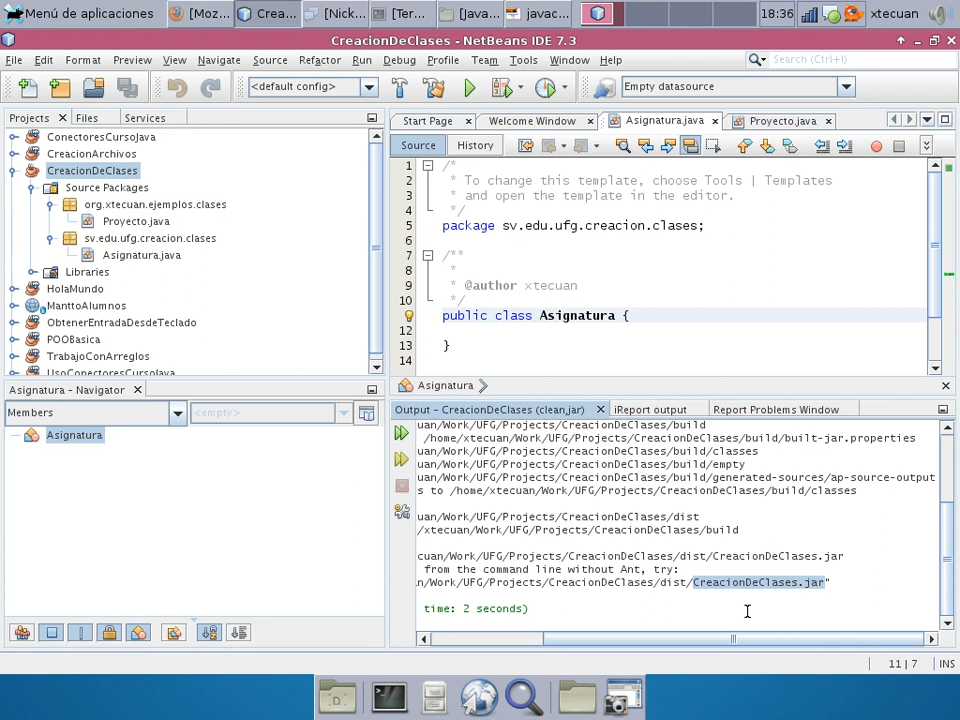 Menú de aplicaciones
[Moz...
Crea...
[Nick...
[Ter...
[Java...
javac...
18:36
xtecuan
CreacionDeClases - NetBeans IDE 7.3
File Edit Format Preview View Navigate Source Refactor Run Debug Profile Team Tools Window Help
Search (Ctrl+I)
<default config>
Empty datasource
Projects
Files
Services
ConectoresCursoJava
CreacionArchivos
CreacionDeClases
Source Packages
org.xtecuan.ejemplos.clases
Proyecto.java
sv.edu.ufg.creacion.clases
Asignatura.java
Libraries
HolaMundo
ManttoAlumnos
ObtenerEntradaDesdeTeclado
POOBasica
TrabajoConArreglos
UsoConectoresCursoJava
Asignatura - Navigator
Members
<empty>
Asignatura
Start Page
Welcome Window
Asignatura.java
Proyecto.java
Source
History
1 /*
2 * To change this template, choose Tools | Templates
3 * and open the template in the editor.
4 */
5 package sv.edu.ufg.creacion.clases;
6
7 /**
8 *
9 * @author xtecuan
10 */
public class Asignatura {
12
13 }
14
Asignatura
Output - CreacionDeClases (clean,jar)
iReport output
Report Problems Window
uan/Work/UFG/Projects/CreacionDeClases/build
/home/xtecuan/Work/UFG/Projects/CreacionDeClases/build/built-jar.properties
uan/Work/UFG/Projects/CreacionDeClases/build/classes
uan/Work/UFG/Projects/CreacionDeClases/build/empty
uan/Work/UFG/Projects/CreacionDeClases/build/generated-sources/ap-source-output
s to /home/xtecuan/Work/UFG/Projects/CreacionDeClases/build/classes
uan/Work/UFG/Projects/CreacionDeClases/dist
/xtecuan/Work/UFG/Projects/CreacionDeClases/build
cuan/Work/UFG/Projects/CreacionDeClases/dist/CreacionDeClases.jar
from the command line without Ant, try:
n/Work/UFG/Projects/CreacionDeClases/dist/CreacionDeClases.jar"
time: 2 seconds)
11 | 7
INS